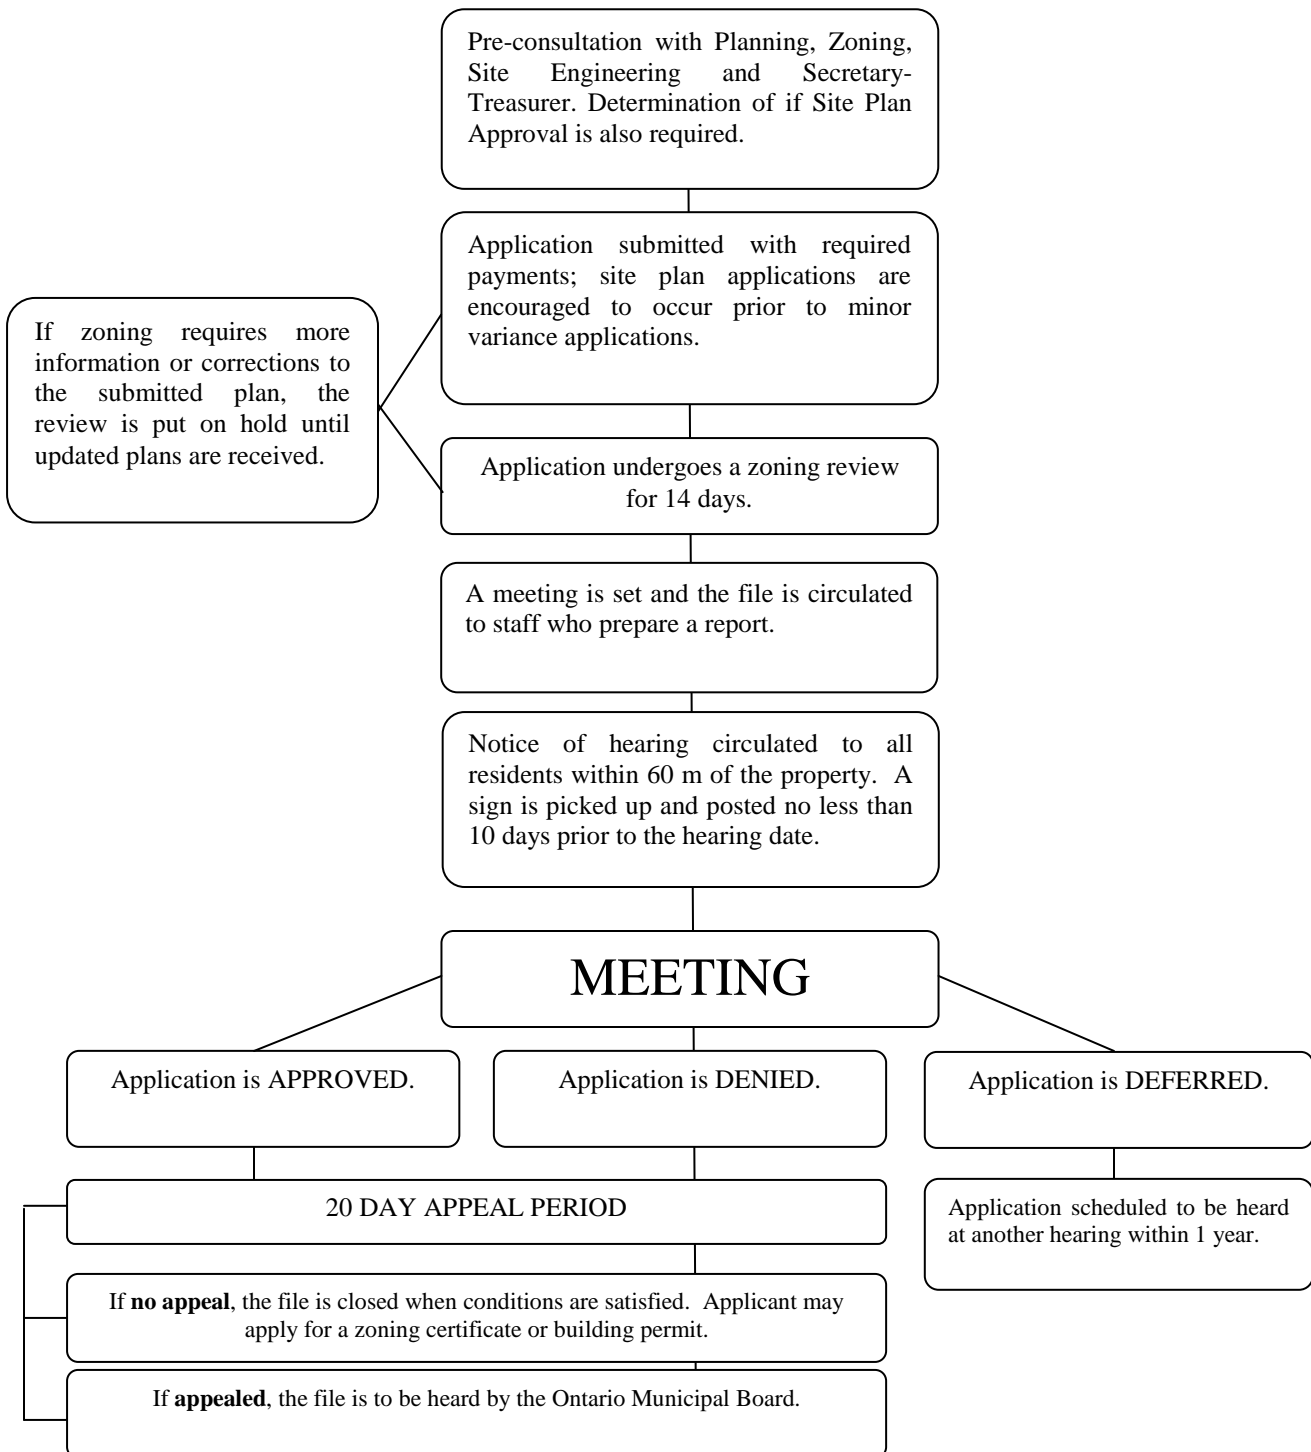 Pre-consultation with Planning, Zoning,
Site Engineering and Secretary-
Treasurer. Determination of if Site Plan
Approval is also required.
Application submitted with required
payments; site plan applications are
encouraged to occur prior to minor
variance applications.
If zoning requires more
information or corrections to
the submitted plan, the
review is put on hold until
updated plans are received.
Application undergoes a zoning review
for 14 days.
A meeting is set and the file is circulated
to staff who prepare a report.
Notice of hearing circulated to all
residents within 60 m of the property. A
sign is picked up and posted no less than
10 days prior to the hearing date.
MEETING
Application is APPROVED.
Application is DENIED.
Application is DEFERRED.
20 DAY APPEAL PERIOD
Application scheduled to be heard
at another hearing within 1 year.
If no appeal, the file is closed when conditions are satisfied. Applicant may
apply for a zoning certificate or building permit.
If appealed, the file is to be heard by the Ontario Municipal Board.